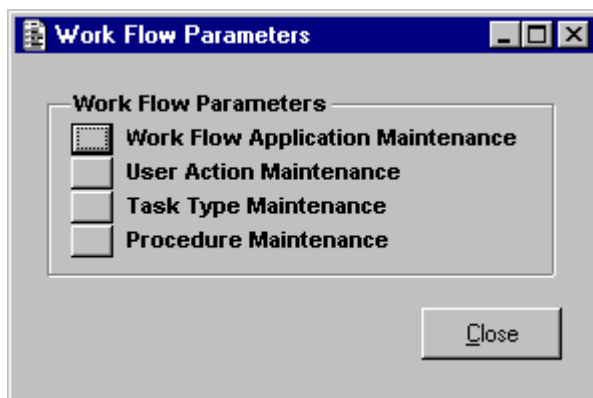 Work Flow Parameters
Work Flow Parameters
Work Flow Application Maintenance
User Action Maintenance
Task Type Maintenance
Procedure Maintenance
Close